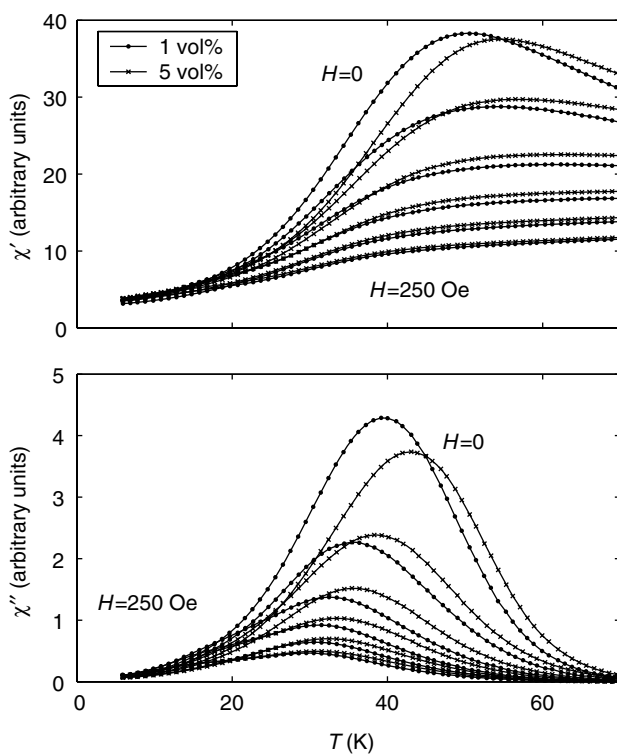 40
30
20
10
0
χ′ (arbitrary units)
1 vol%
5 vol%
H=0
H=250 Oe
5
4
3
2
1
0
χ″ (arbitrary units)
H=0
H=250 Oe
0 20 40 60
T (K)